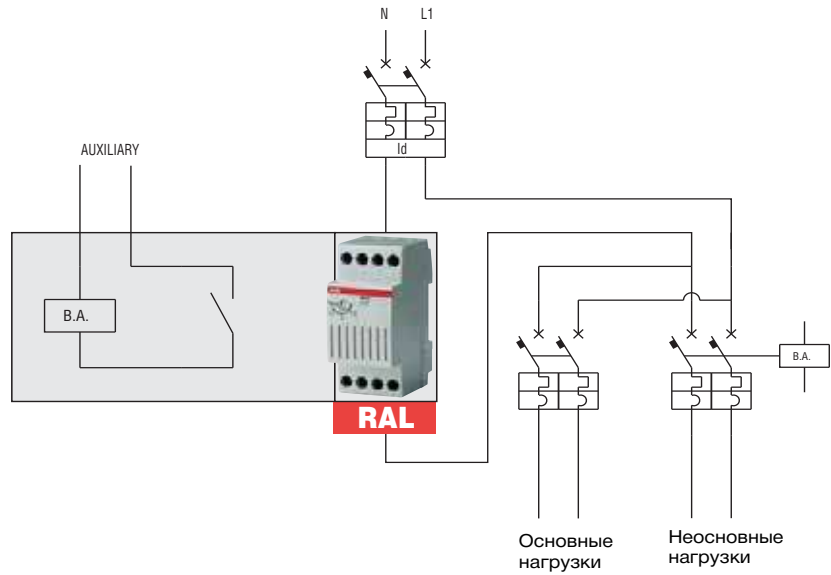 N L1
Id
AUXILIARY
B.A.
RAL
B.A.
Основные
нагрузки
Неосновные
нагрузки